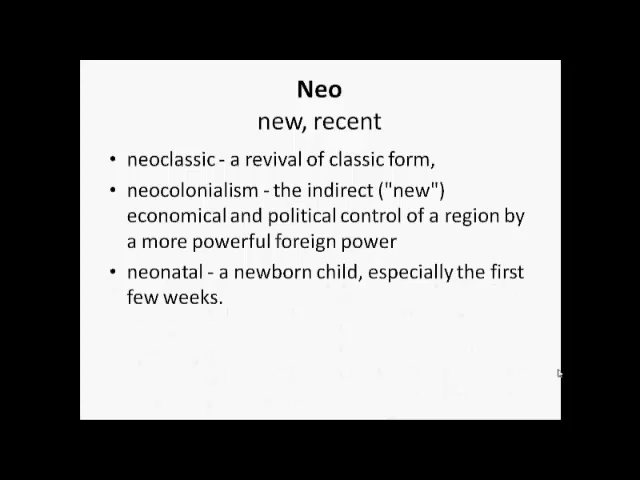 Neo
new, recent
• neoclassic - a revival of classic form,
• neocolonialism - the indirect ("new")
economical and political control of a region by
a more powerful foreign power
• neonatal - a newborn child, especially the first
few weeks.